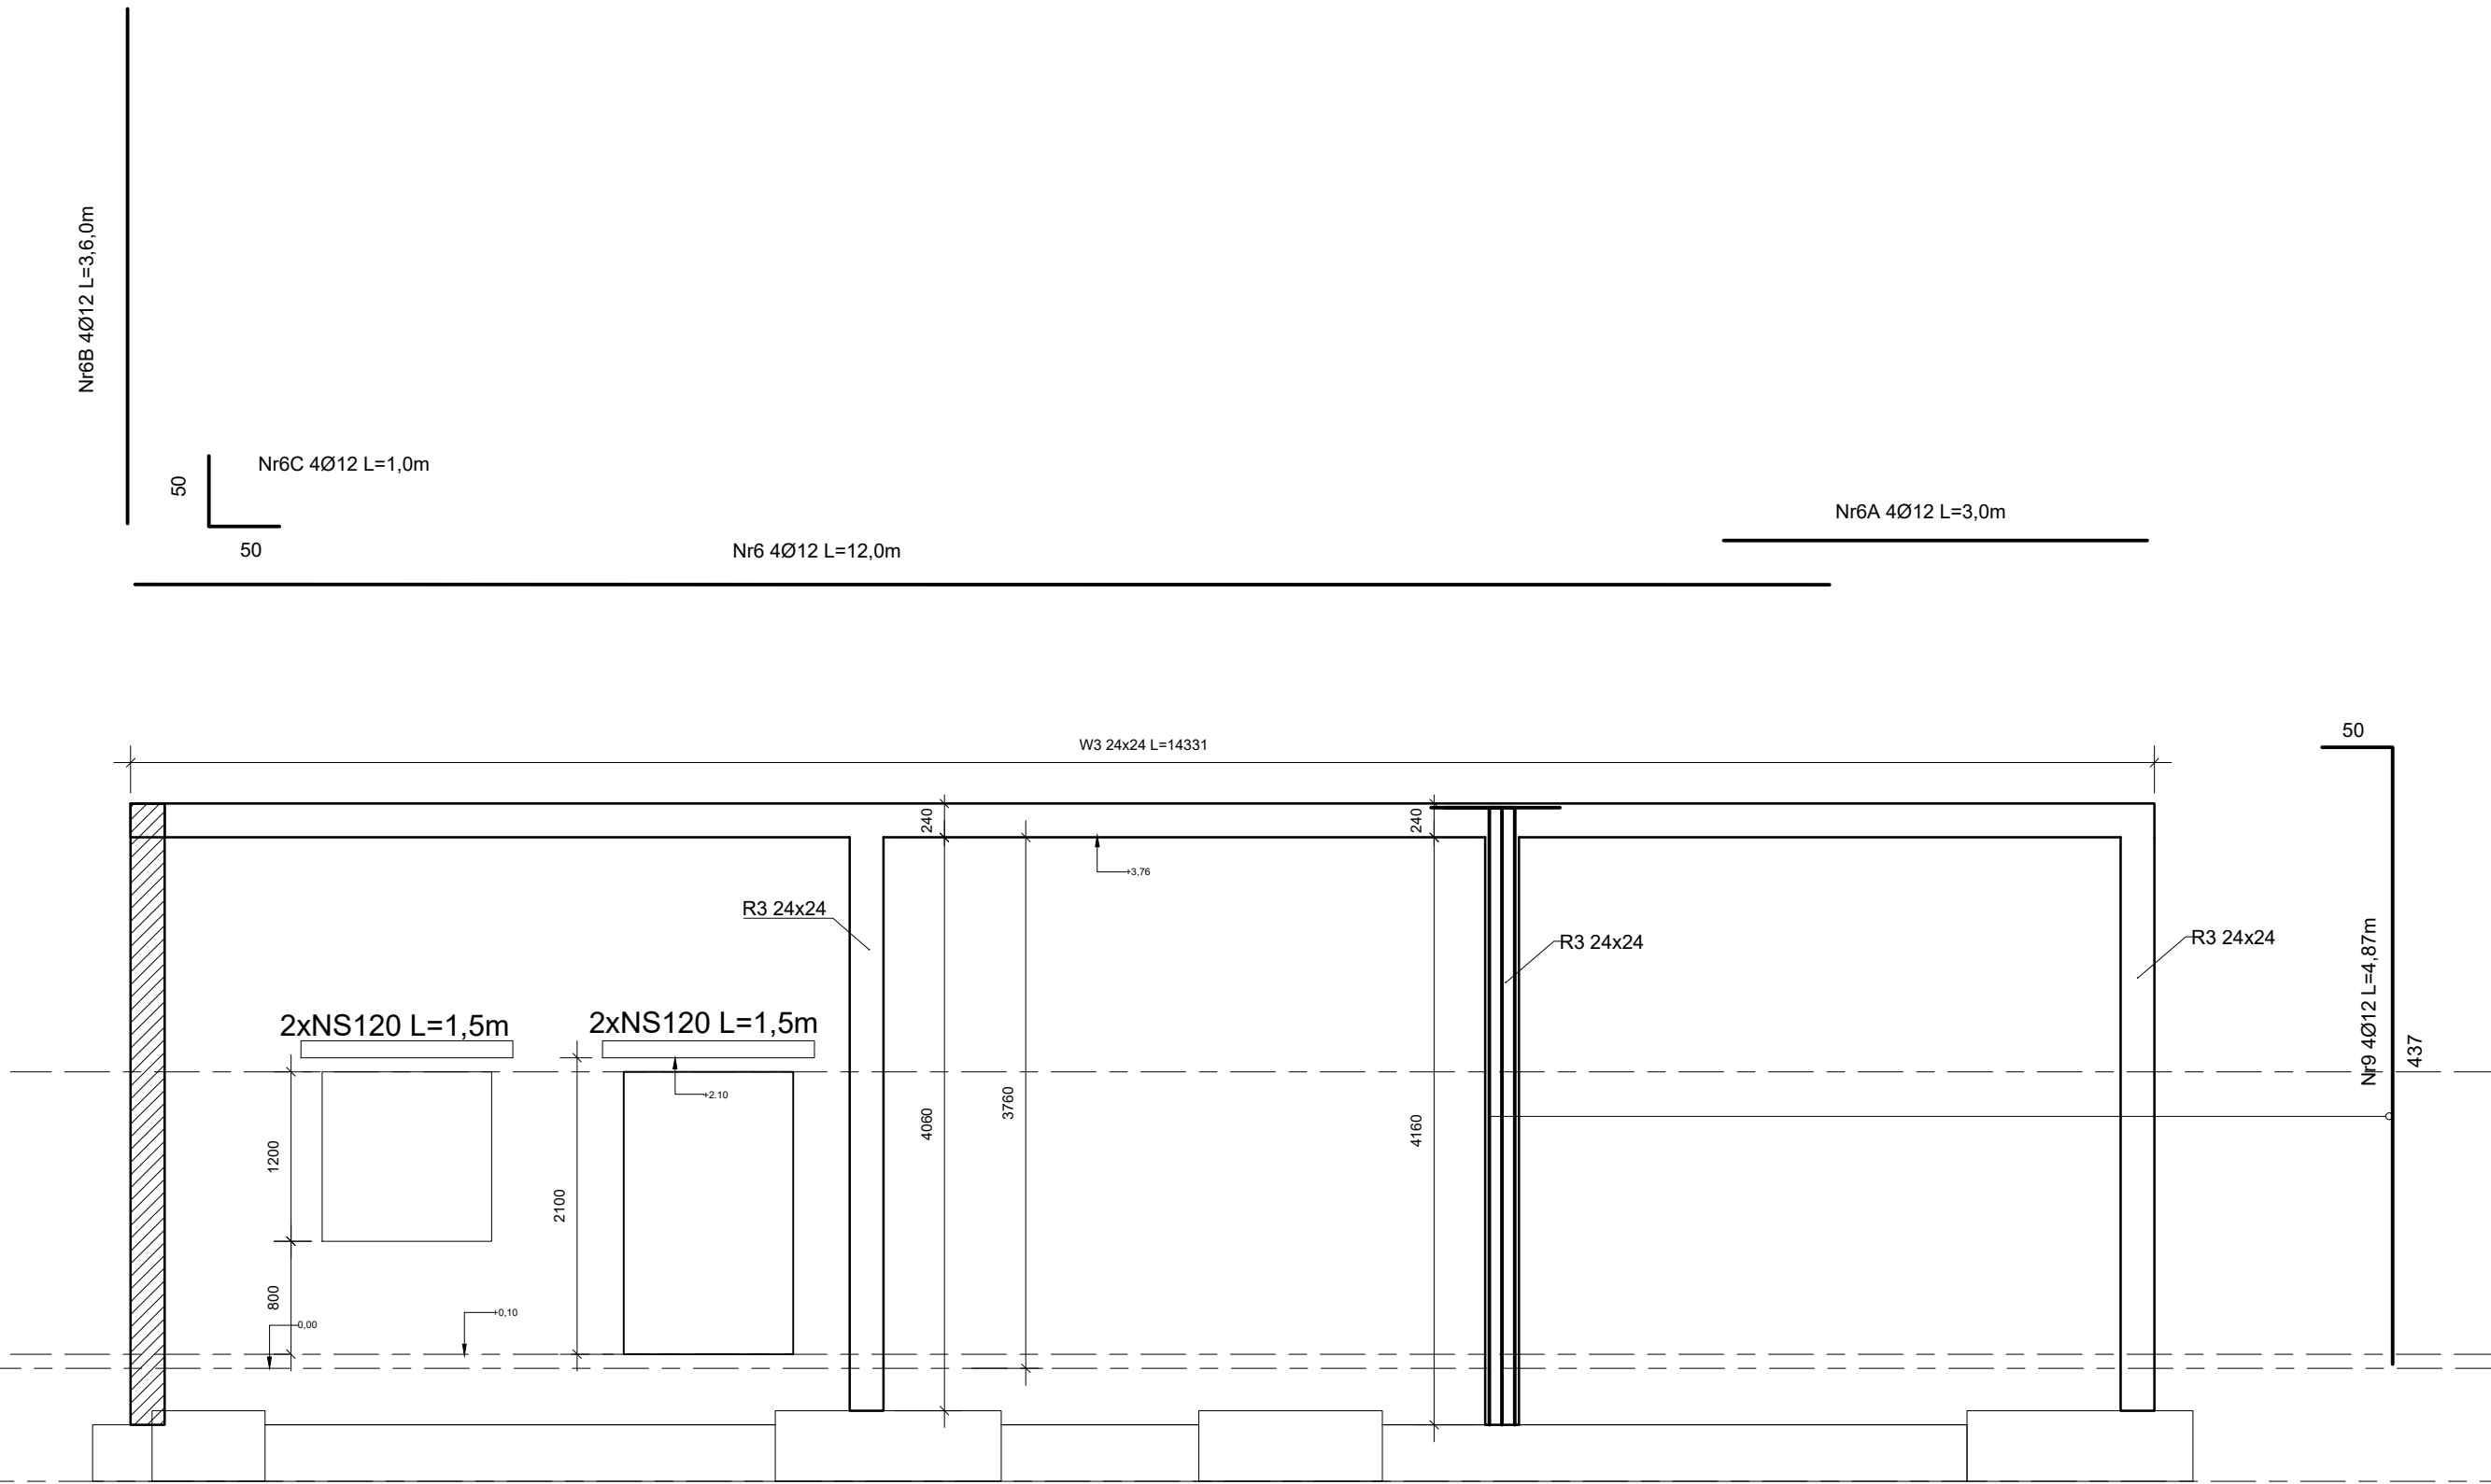 Nr6B 4Ø12 L=3,6,0m
50
Nr6C 4Ø12 L=1,0m
50
Nr6 4Ø12 L=12,0m
Nr6A 4Ø12 L=3,0m
W3 24x24 L=14331
50
240
240
+3,76
R3 24x24
R3 24x24
R3 24x24
Nr9 4Ø12 L=4,87m
437
2xNS120 L=1,5m
2xNS120 L=1,5m
+2.10
4060
3760
4160
1200
2100
800
+0,10
0,00